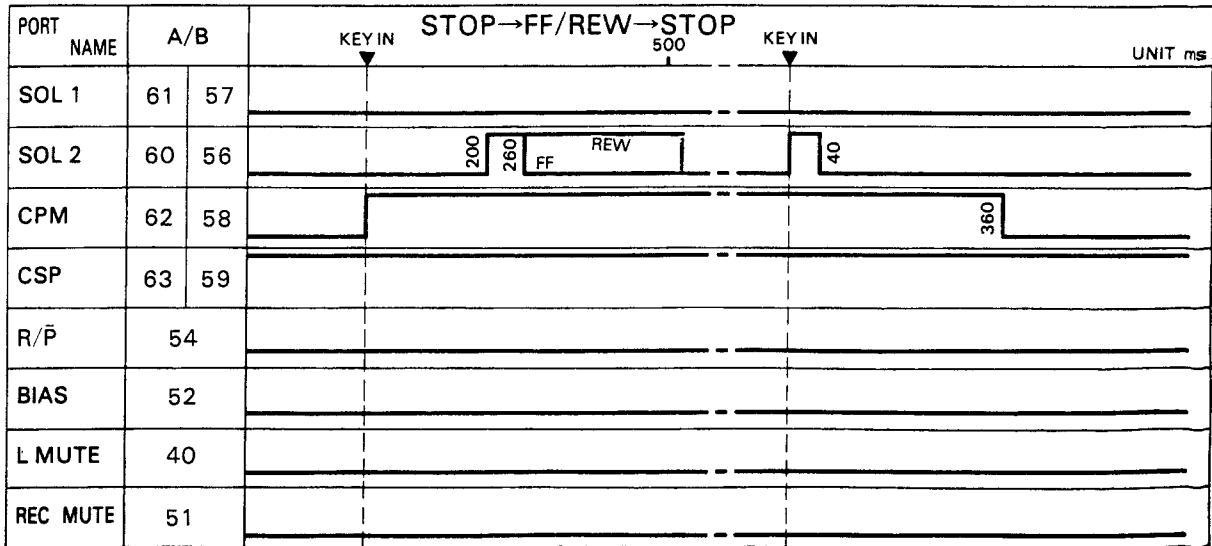 PORT NAME A/B KEY IN STOP→FF/REW→STOP 500 KEY IN UNIT ms
SOL 1 61 57
SOL 2 60 56 200 260 FF REW 40
CPM 62 58 360
CSP 63 59
R/P̄ 54
BIAS 52
L MUTE 40
REC MUTE 51